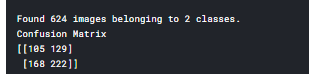 Found 624 images belonging to 2 classes.
Confusion Matrix
[[105 129]
 [168 222]]